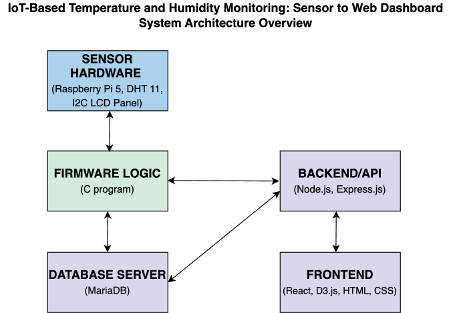 IoT-Based Temperature and Humidity Monitoring: Sensor to Web Dashboard
System Architecture Overview
SENSOR
HARDWARE
(Raspberry Pi 5, DHT 11,
I2C LCD Panel)
FIRMWARE LOGIC
(C program)
BACKEND/API
(Node.js, Express.js)
DATABASE SERVER
(MariaDB)
FRONTEND
(React, D3.js, HTML, CSS)